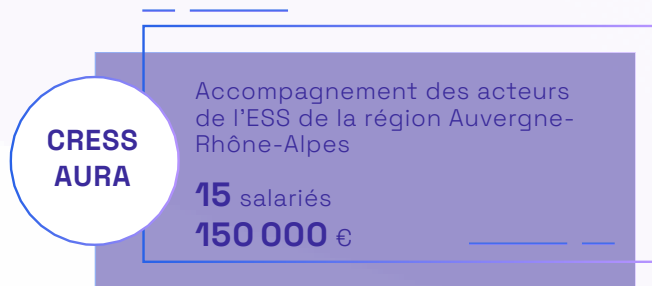 CRESS
AURA
Accompagnement des acteurs
de l'ESS de la région Auvergne-
Rhône-Alpes
15 salariés
150 000 €